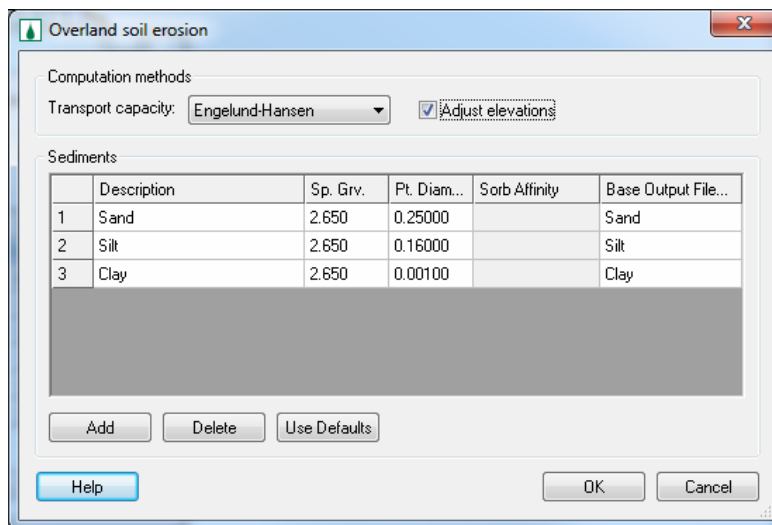 Overland soil erosion
Computation methods
Transport capacity: Engelund-Hansen Adjust elevations
Sediments
Description Sp. Grv. Pt. Diam... Sorb Affinity Base Output File...
1 Sand 2.650 0.25000 Sand
2 Silt 2.650 0.16000 Silt
3 Clay 2.650 0.00100 Clay
Add Delete Use Defaults
Help OK Cancel